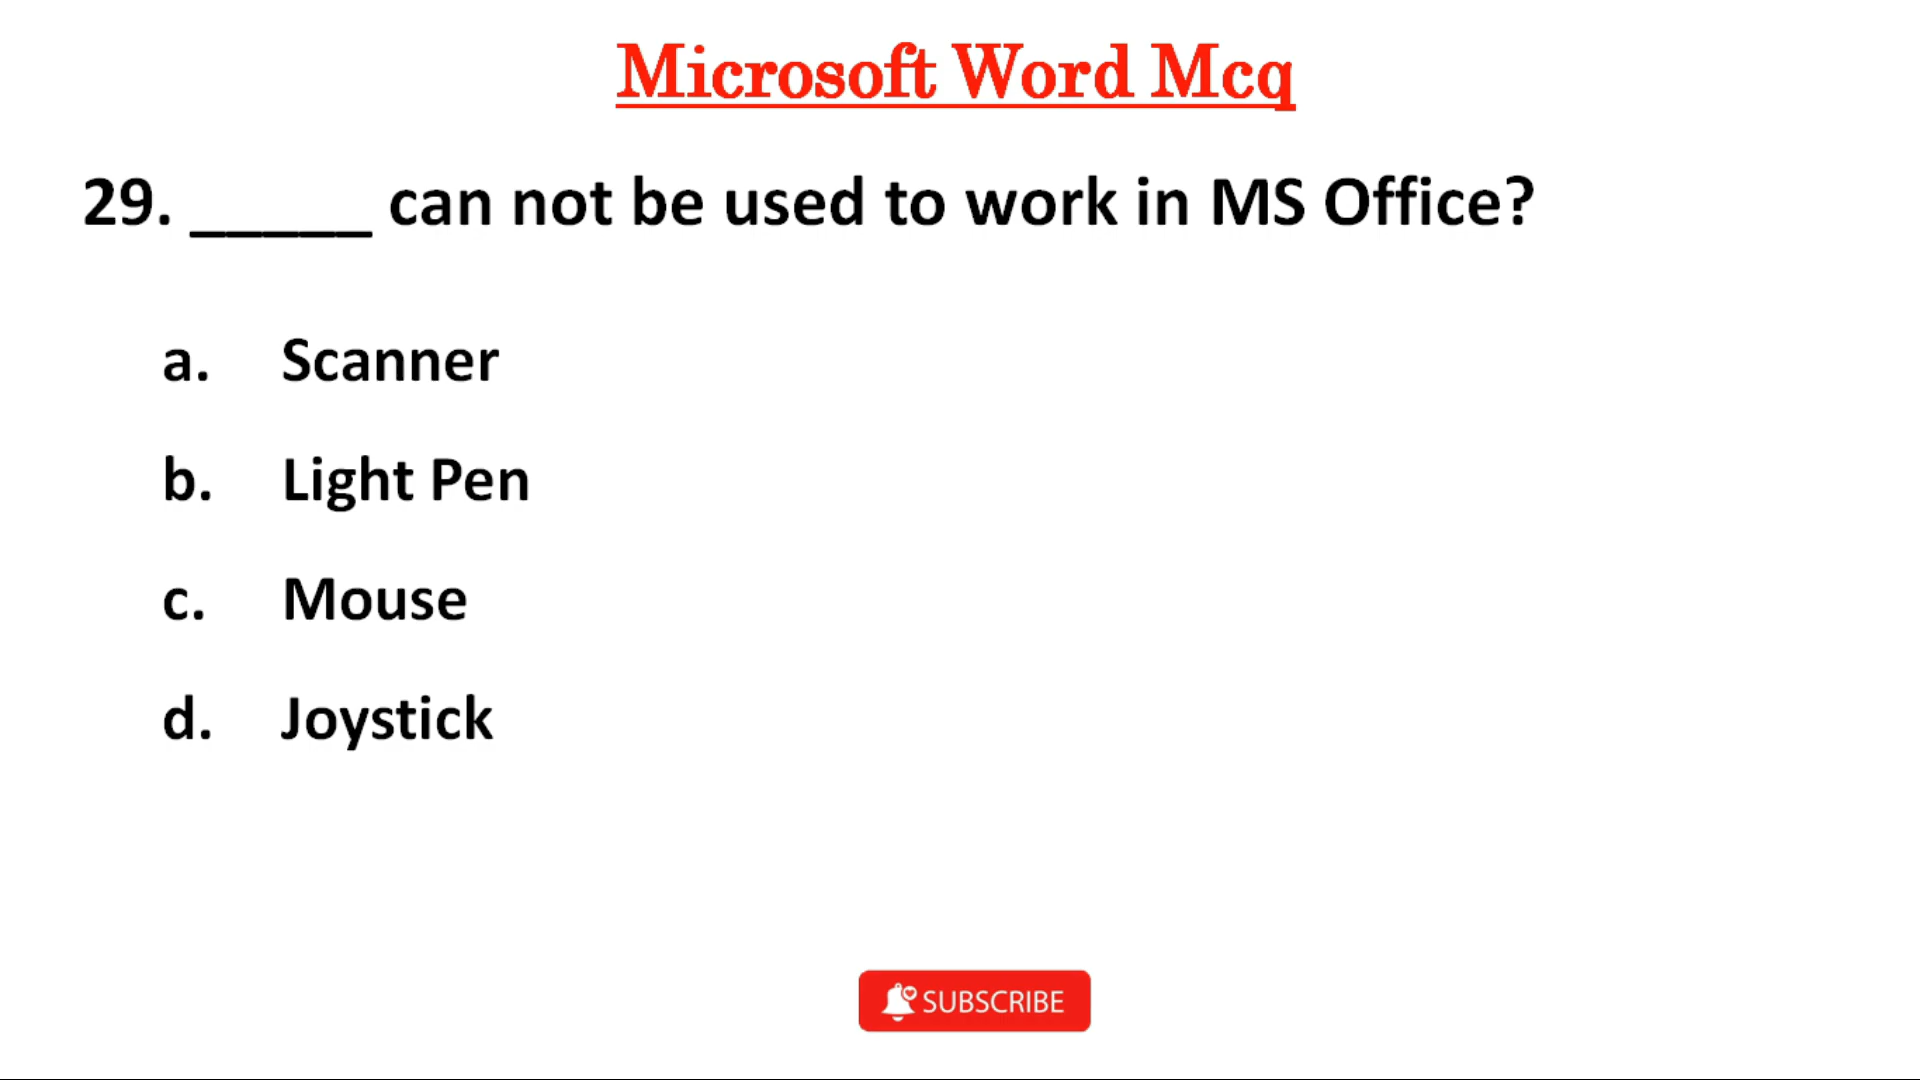 Microsoft Word Mcq
29. _____ can not be used to work in MS Office?
a. Scanner
b. Light Pen
c. Mouse
d. Joystick
SUBSCRIBE